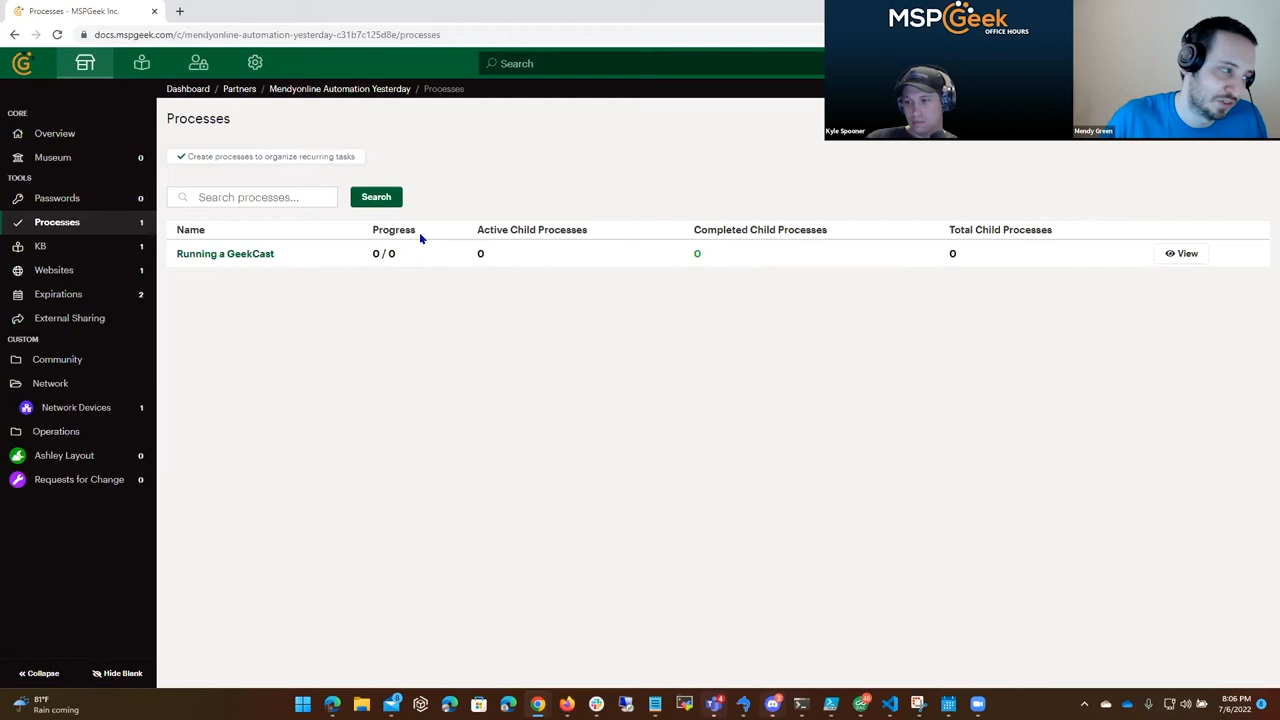 Processes - MSPGeek Inc.
docs.mspgeek.com/c/mendyonline-automation-yesterday-c31b7c125d8e/processes
MSPGeek
OFFICE HOURS
Kyle Spooner
Mendy Green
Search
Dashboard / Partners / Mendyonline Automation Yesterday / Processes
CORE
Overview
Museum 0
TOOLS
Passwords 0
Processes 1
KB 1
Websites 1
Expirations 2
External Sharing
CUSTOM
Community
Network
Network Devices 1
Operations
Ashley Layout 0
Requests for Change 0
Collapse
Hide Blank
Processes
Create processes to organize recurring tasks
Search processes... Search
Name Progress Active Child Processes Completed Child Processes Total Child Processes
Running a GeekCast 0 / 0 0 0 0 View
81°F
Rain coming
8:06 PM
7/6/2022